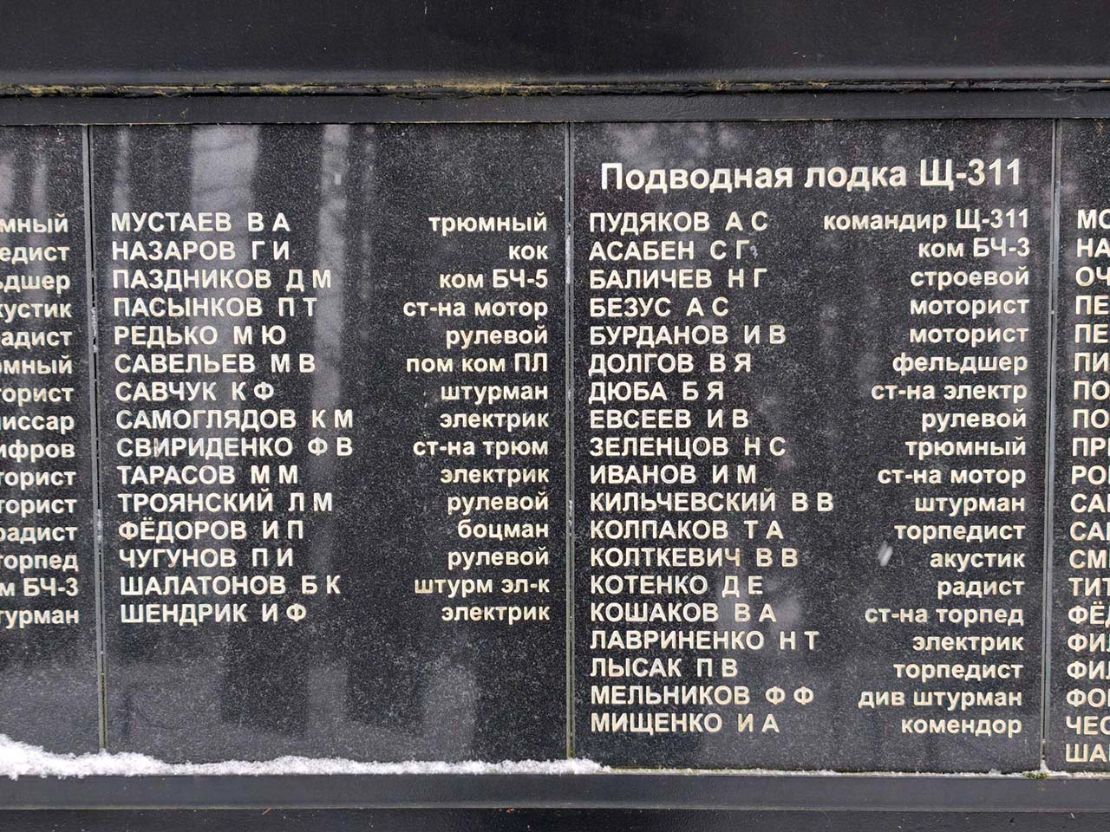 МУСТАЕВ В А трюмный
НАЗАРОВ Г И кок
ПАЗДНИКОВ Д М ком БЧ-5
ПАСЫНКОВ П Т ст-на мотор
РЕДЬКО М Ю рулевой
САВЕЛЬЕВ М В пом ком ПЛ
САВЧУК К Ф штурман
САМОГЛЯДОВ К М электрик
СВИРИДЕНКО Ф В ст-на трюм
ТАРАСОВ М М электрик
ТРОЯНСКИЙ Л М рулевой
ФЁДОРОВ И П боцман
ЧУГУНОВ П И рулевой
ШАЛАТОНОВ Б К штурм эл-к
ШЕНДРИК И Ф электрик
Подводная лодка Щ-311
ПУДЯКОВ А С командир Щ-311
АСАБЕН С Г ком БЧ-3
БАЛИЧЕВ Н Г строевой
БЕЗУС А С моторист
БУРДАНОВ И В моторист
ДОЛГОВ В Я фельдшер
ДЮБА Б Я ст-на электр
ЕВСЕЕВ И В рулевой
ЗЕЛЕНЦОВ Н С трюмный
ИВАНОВ И М ст-на мотор
КИЛЬЧЕВСКИЙ В В штурман
КОЛПАКОВ Т А торпедист
КОЛТКЕВИЧ В В акустик
КОТЕНКО Д Е радист
КОШАКОВ В А ст-на торпед
ЛАВРИНЕНКО Н Т электрик
ЛЫСАК П В торпедист
МЕЛЬНИКОВ Ф Ф див штурман
МИЩЕНКО И А комендор